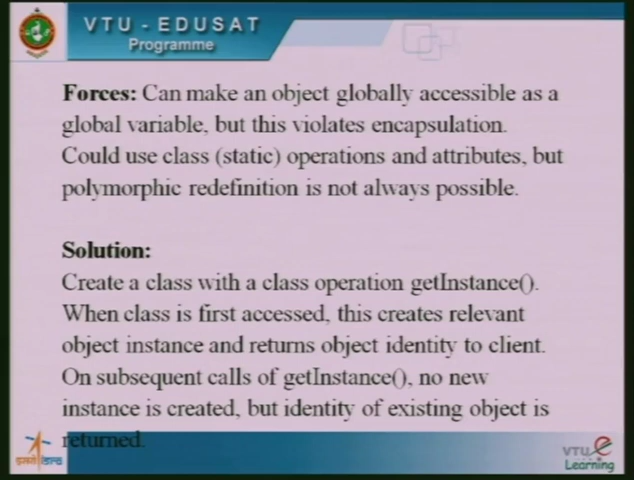 VTU - EDUSAT
Programme
Forces: Can make an object globally accessible as a
global variable, but this violates encapsulation.
Could use class (static) operations and attributes, but
polymorphic redefinition is not always possible.
Solution:
Create a class with a class operation getInstance().
When class is first accessed, this creates relevant
object instance and returns object identity to client.
On subsequent calls of getInstance(), no new
instance is created, but identity of existing object is
returned.
इसरो isro
VTU e
Learning